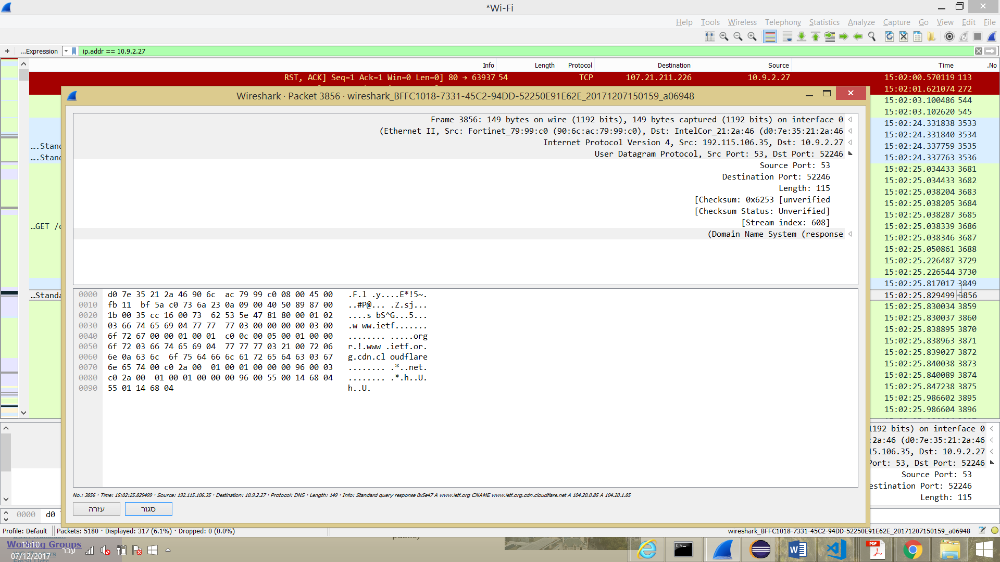 *Wi-Fi
Help Tools Wireless Telephony Statistics Analyze Capture Go View Edit File
+ ...Expression ip.addr == 10.9.2.27
Info Length Protocol Destination Source Time .No
RST, ACK] Seq=1 Ack=1 Win=0 Len=0] 80 → 63937 54 TCP 107.21.211.226 10.9.2.27 15:02:00.570119 113
15:02:01.621074 272
15:02:03.100486 544
15:02:03.102620 545
15:02:24.331838 3533
15:02:24.331840 3534
….Stanc 15:02:24.337759 3535
….Stanc 15:02:24.337763 3536
15:02:25.034433 3681
15:02:25.034433 3682
15:02:25.038204 3683
15:02:25.038205 3684
15:02:25.038287 3685
…GET / 15:02:25.038339 3686
15:02:25.038346 3687
15:02:25.050861 3688
15:02:25.226487 3729
15:02:25.226544 3730
15:02:25.817017 3849
…Standa 15:02:25.829499 3856
15:02:25.830034 3859
15:02:25.830037 3860
15:02:25.838895 3870
15:02:25.838963 3871
15:02:25.839027 3872
15:02:25.840038 3873
15:02:25.840089 3874
15:02:25.847238 3875
15:02:25.986602 3895
15:02:25.986604 3896
Wireshark · Packet 3856 · wireshark_BFFC1018-7331-45C2-94DD-52250E91E62E_20171207150159_a06948
Frame 3856: 149 bytes on wire (1192 bits), 149 bytes captured (1192 bits) on interface 0
(Ethernet II, Src: Fortinet_79:99:c0 (90:6c:ac:79:99:c0), Dst: IntelCor_21:2a:46 (d0:7e:35:21:2a:46
Internet Protocol Version 4, Src: 192.115.106.35, Dst: 10.9.2.27
User Datagram Protocol, Src Port: 53, Dst Port: 52246
Source Port: 53
Destination Port: 52246
Length: 115
[Checksum: 0x6253 [unverified
[Checksum Status: Unverified]
[Stream index: 608]
(Domain Name System (response
0000 d0 7e 35 21 2a 46 90 6c ac 79 99 c0 08 00 45 00 .F.l .y....E*!5~.
0010 fb 11 bf 5a c0 73 6a 23 0a 09 00 40 50 89 87 00 ..#P@... .Z.sj...
0020 1b 00 35 cc 16 00 73 62 53 5e 47 81 80 00 01 02 ....s bS^G...5...
0030 03 66 74 65 69 04 77 77 77 03 00 00 00 00 03 00 .w ww.ietf.......
0040 6f 72 67 00 00 01 00 01 c0 0c 00 05 00 01 00 00 ........ .....org
0050 6f 72 03 66 74 65 69 04 77 77 77 03 21 00 72 06 r.!.www .ietf.or.
0060 6e 0a 63 6c 6f 75 64 66 6c 61 72 65 64 63 03 67 g.cdn.cl oudflare
0070 6e 65 74 00 c0 2a 00 01 00 01 00 00 00 96 00 03 ........ .*..net.
0080 c0 2a 00 01 00 01 00 00 00 96 00 55 00 14 68 04 ........ .*.h..U.
0090 55 01 14 68 04 h..U.
No.: 3856 · Time: 15:02:25.829499 · Source: 192.115.106.35 · Destination: 10.9.2.27 · Protocol: DNS · Length: 149 · Info: Standard query response 0x5e47 A www.ietf.org CNAME www.ietf.org.cdn.cloudflare.net A 104.20.0.85 A 104.20.1.85
עזרה סגור
1192 bits) on interface 0
:2a:46 (d0:7e:35:21:2a:46
15.106.35, Dst: 10.9.2.27
Port: 53, Dst Port: 52246
Source Port: 53
estination Port: 52246
Length: 115
0000 d0
Profile: Default Packets: 5180 · Displayed: 317 (6.1%) · Dropped: 0 (0.0%) wireshark_BFFC1018-7331-45C2-94DD-52250E91E62E_20171207150159_a06948
Working Groups
15:10
עבר
07/12/2017
PDF